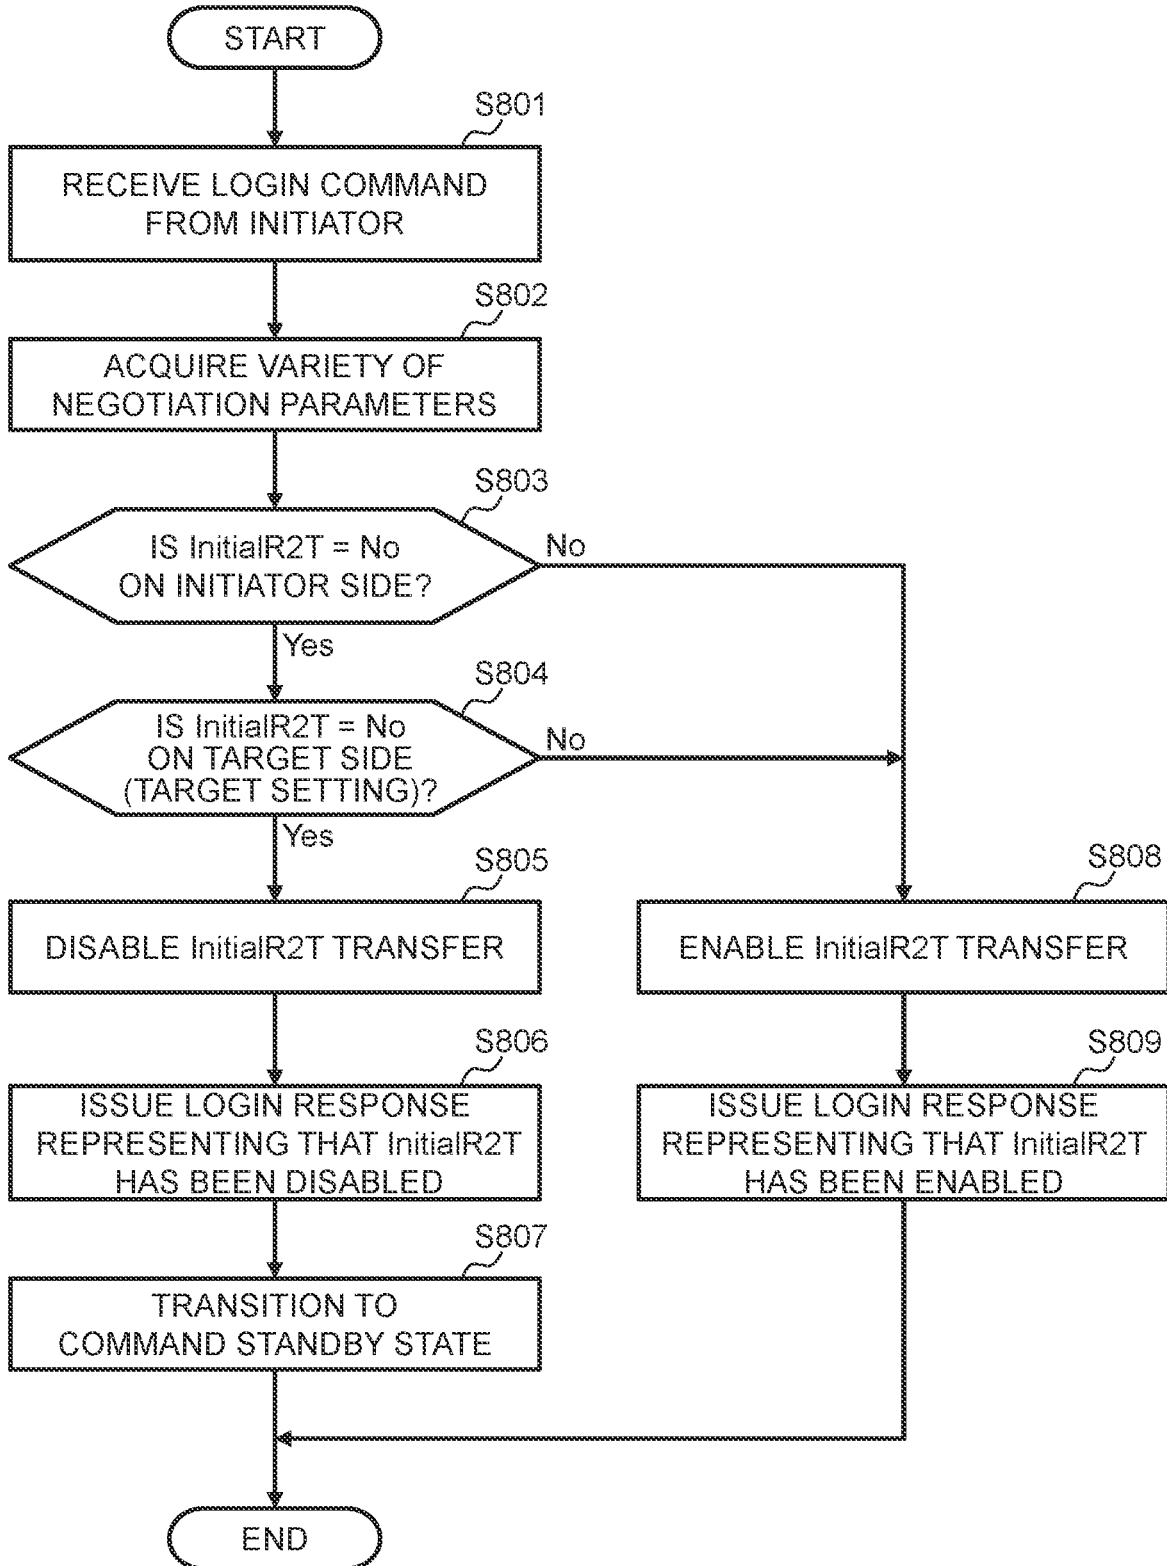 START
S801
RECEIVE LOGIN COMMAND
FROM INITIATOR
S802
ACQUIRE VARIETY OF
NEGOTIATION PARAMETERS
S803
IS InitialR2T = No
ON INITIATOR SIDE?
No
Yes
S804
IS InitialR2T = No
ON TARGET SIDE
(TARGET SETTING)?
No
Yes
S805
DISABLE InitialR2T TRANSFER
S808
ENABLE InitialR2T TRANSFER
S806
ISSUE LOGIN RESPONSE
REPRESENTING THAT InitialR2T
HAS BEEN DISABLED
S809
ISSUE LOGIN RESPONSE
REPRESENTING THAT InitialR2T
HAS BEEN ENABLED
S807
TRANSITION TO
COMMAND STANDBY STATE
END